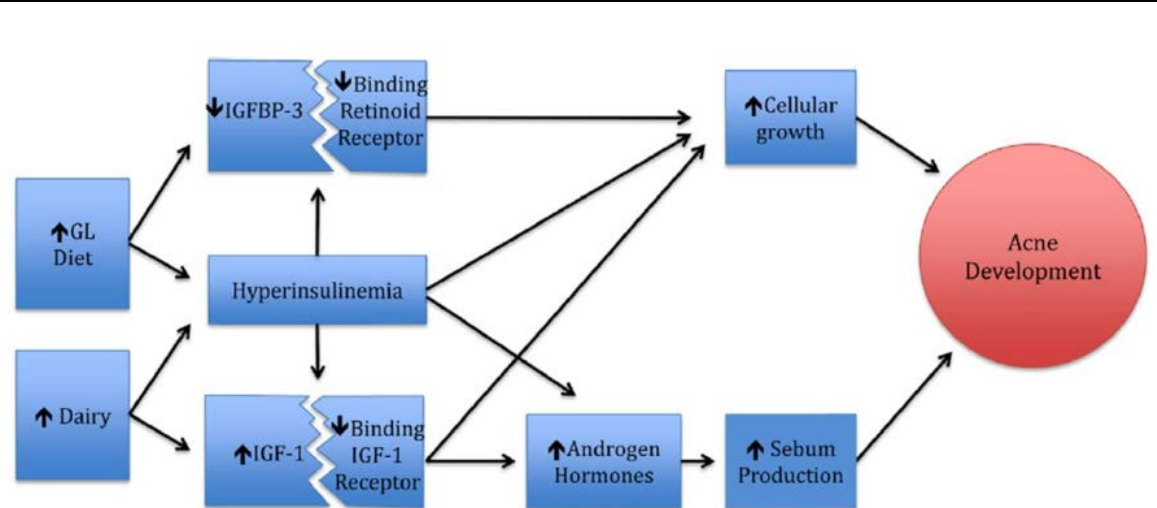 ↓IGFBP-3
↓Binding
Retinoid
Receptor
↑Cellular
growth
↑GL
Diet
Hyperinsulinemia
Acne
Development
↑ Dairy
↑IGF-1
↓Binding
IGF-1
Receptor
↑Androgen
Hormones
↑ Sebum
Production